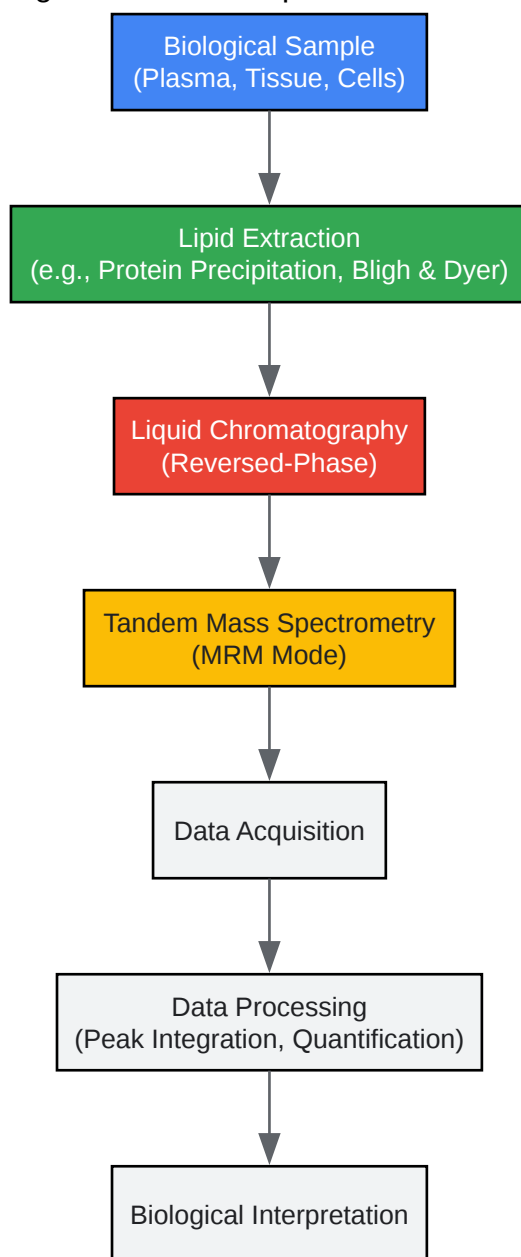 Biological Sample
(Plasma, Tissue, Cells)
Lipid Extraction
(e.g., Protein Precipitation, Bligh & Dyer)
Liquid Chromatography
(Reversed-Phase)
Tandem Mass Spectrometry
(MRM Mode)
Data Acquisition
Data Processing
(Peak Integration, Quantification)
Biological Interpretation